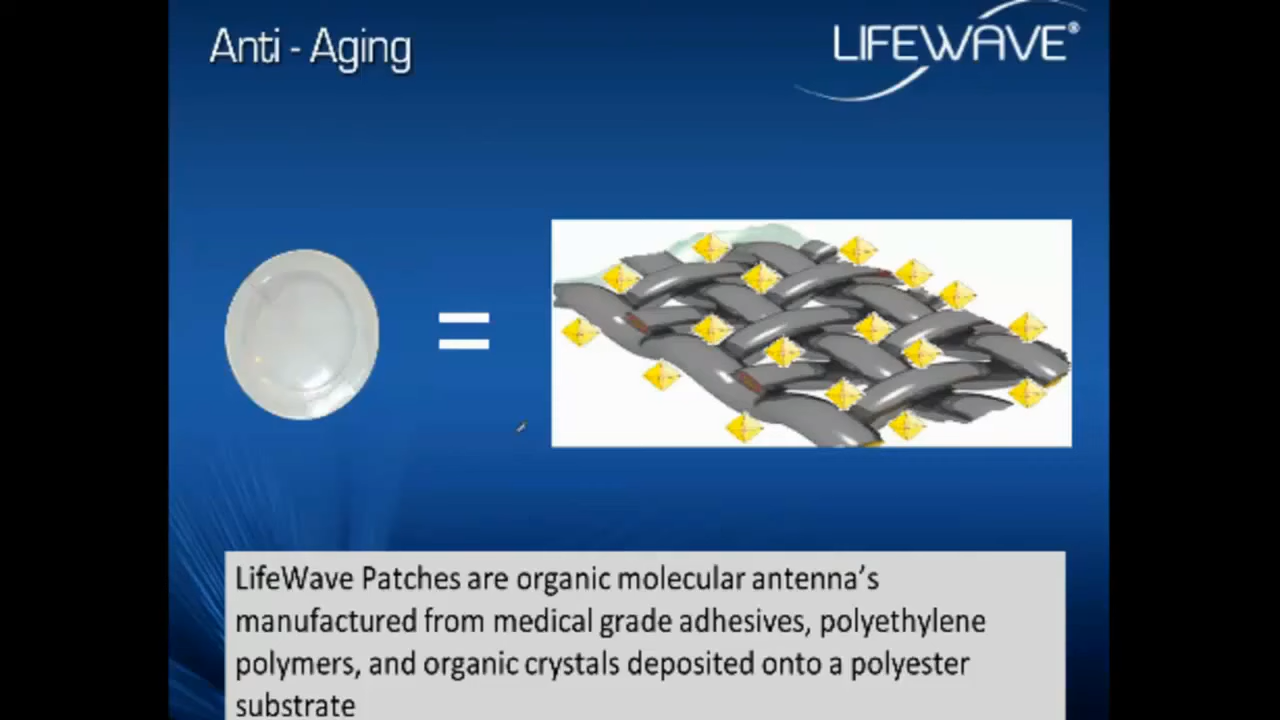 Anti - Aging
LIFEWAVE®
LifeWave Patches are organic molecular antenna's
manufactured from medical grade adhesives, polyethylene
polymers, and organic crystals deposited onto a polyester
substrate